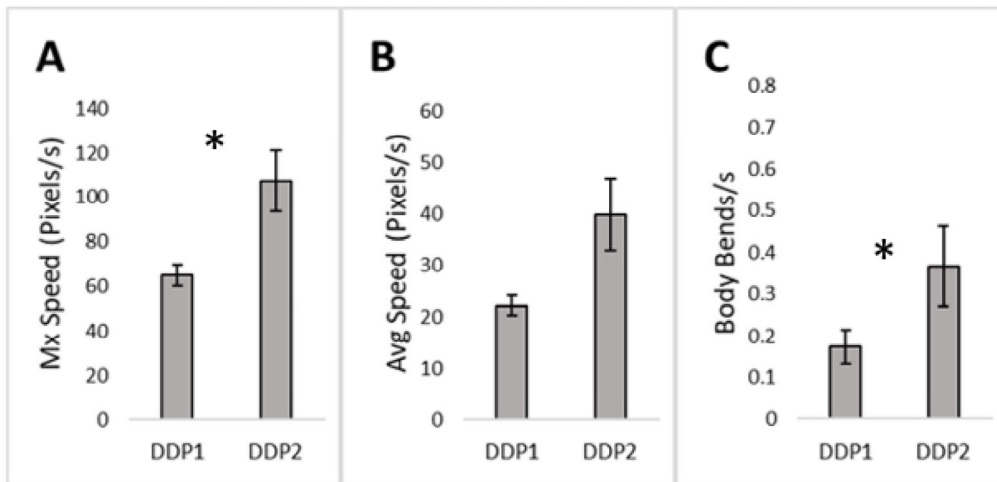 A
Mx Speed (Pixels/s)
140
120
100
80
60
40
20
0
*
DDP1
DDP2
B
Avg Speed (Pixels/s)
60
50
40
30
20
10
0
DDP1
DDP2
C
Body Bends/s
0.8
0.7
0.6
0.5
0.4
0.3
0.2
0.1
0
*
DDP1
DDP2